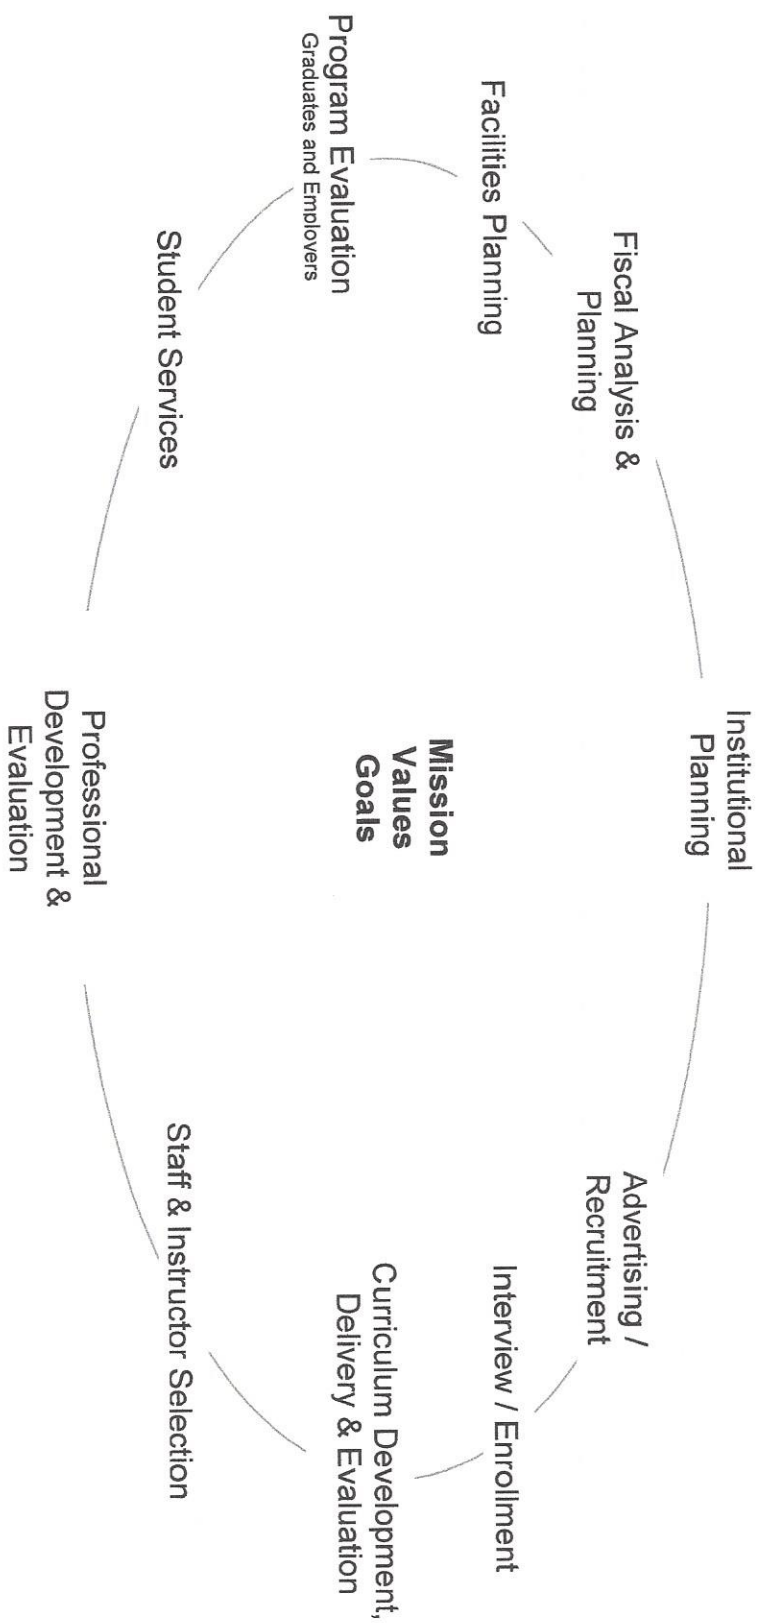 Institutional
Planning
Advertising /
Recruitment
Interview / Enrollment
Curriculum Development,
Delivery & Evaluation
Staff & Instructor Selection
Professional
Development &
Evaluation
Student Services
Program Evaluation
Graduates and Employers
Facilities Planning
Fiscal Analysis &
Planning
Mission
Values
Goals